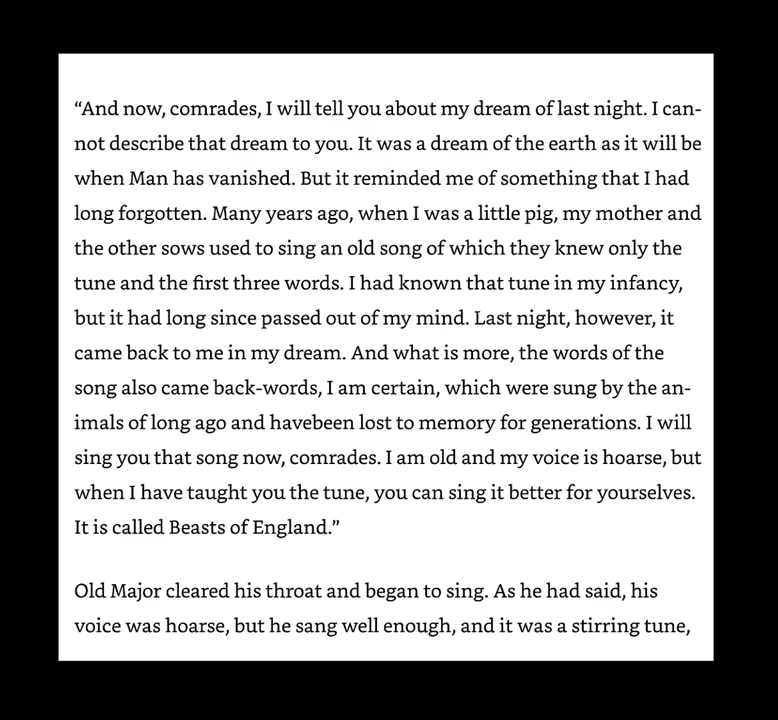 “And now, comrades, I will tell you about my dream of last night. I can-
not describe that dream to you. It was a dream of the earth as it will be
when Man has vanished. But it reminded me of something that I had
long forgotten. Many years ago, when I was a little pig, my mother and
the other sows used to sing an old song of which they knew only the
tune and the first three words. I had known that tune in my infancy,
but it had long since passed out of my mind. Last night, however, it
came back to me in my dream. And what is more, the words of the
song also came back-words, I am certain, which were sung by the an-
imals of long ago and havebeen lost to memory for generations. I will
sing you that song now, comrades. I am old and my voice is hoarse, but
when I have taught you the tune, you can sing it better for yourselves.
It is called Beasts of England.”
Old Major cleared his throat and began to sing. As he had said, his
voice was hoarse, but he sang well enough, and it was a stirring tune,